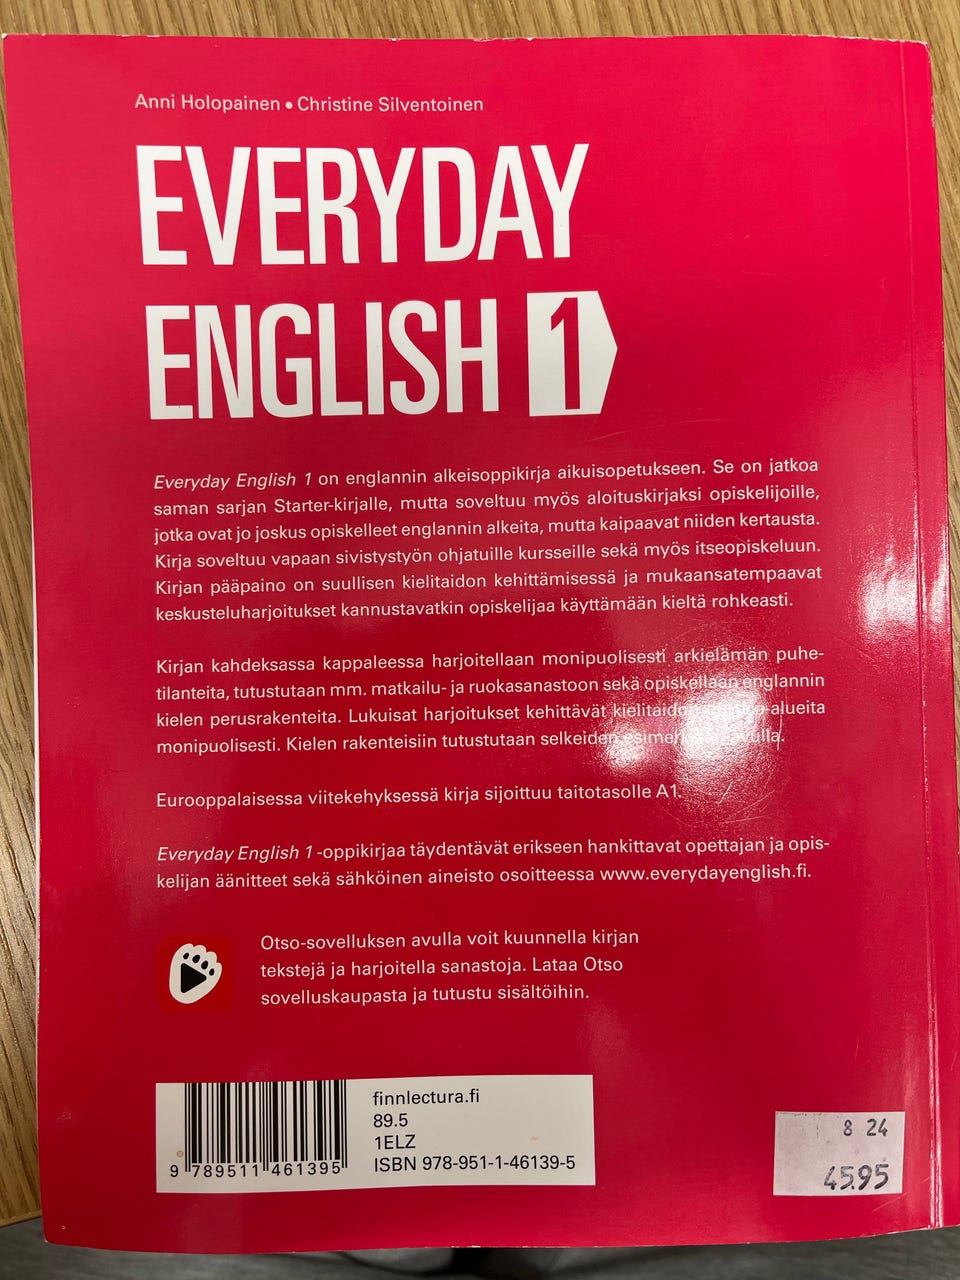 Anni Holopainen • Christine Silventoinen
EVERYDAY
ENGLISH 1
Everyday English 1 on englannin alkeisoppikirja aikuisopetukseen. Se on jatkoa
saman sarjan Starter-kirjalle, mutta soveltuu myös aloituskirjaksi opiskelijoille,
jotka ovat jo joskus opiskelleet englannin alkeita, mutta kaipaavat niiden kertausta.
Kirja soveltuu vapaan sivistystyön ohjatuille kursseille sekä myös itseopiskeluun.
Kirjan pääpaino on suullisen kielitaidon kehittämisessä ja mukaansatempaavat
keskusteluharjoitukset kannustavatkin opiskelijaa käyttämään kieltä rohkeasti.
Kirjan kahdeksassa kappaleessa harjoitellaan monipuolisesti arkielämän puhe-
tilanteita, tutustutaan mm. matkailu- ja ruokasanastoon sekä opiskellaan englannin
kielen perusrakenteita. Lukuisat harjoitukset kehittävät kielitaidon
monipuolisesti. Kielen rakenteisiin tutustutaan selkeiden
Eurooppalaisessa viitekehyksessä kirja sijoittuu taitotasolle A1.
Everyday English 1 -oppikirjaa täydentävät erikseen hankittavat opettajan ja opis-
kelijan äänitteet sekä sähköinen aineisto osoitteessa www.everydayenglish.fi.
Otso-sovelluksen avulla voit kuunnella kirjan
tekstejä ja harjoitella sanastoja. Lataa Otso
sovelluskaupasta ja tutustu sisältöihin.
finnlectura.fi
89.5
1ELZ
ISBN 978-951-1-46139-5
9 789511 461395
8 24
45.95